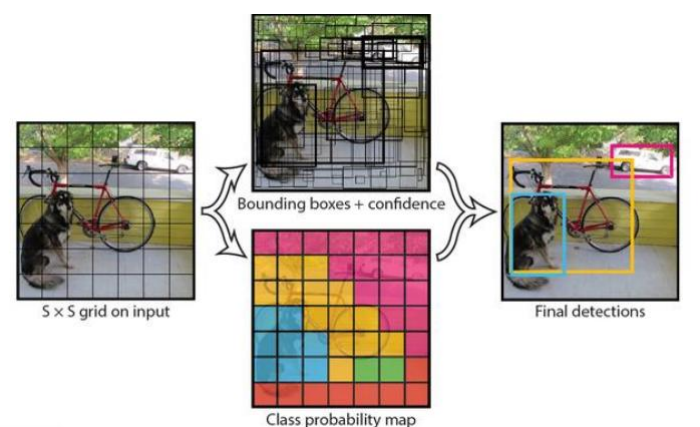 Bounding boxes + confidence
S × S grid on input
Final detections
Class probability map